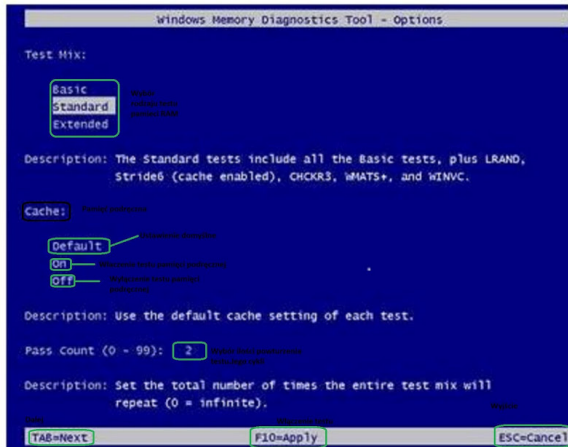 Windows Memory Diagnostics Tool - Options
Test Mix:
Basic
Standard
Extended
Description: The Standard tests include all the Basic tests, plus LRAND,
Stride6 (cache enabled), CHCKR3, WMATS+, and WINVC.
Cache:
Default
On
Off
Description: Use the default cache setting of each test.
Pass Count (0 - 99): 2
Description: Set the total number of times the entire test mix will
repeat (0 = infinite).
TAB=Next F10=Apply ESC=Cancel